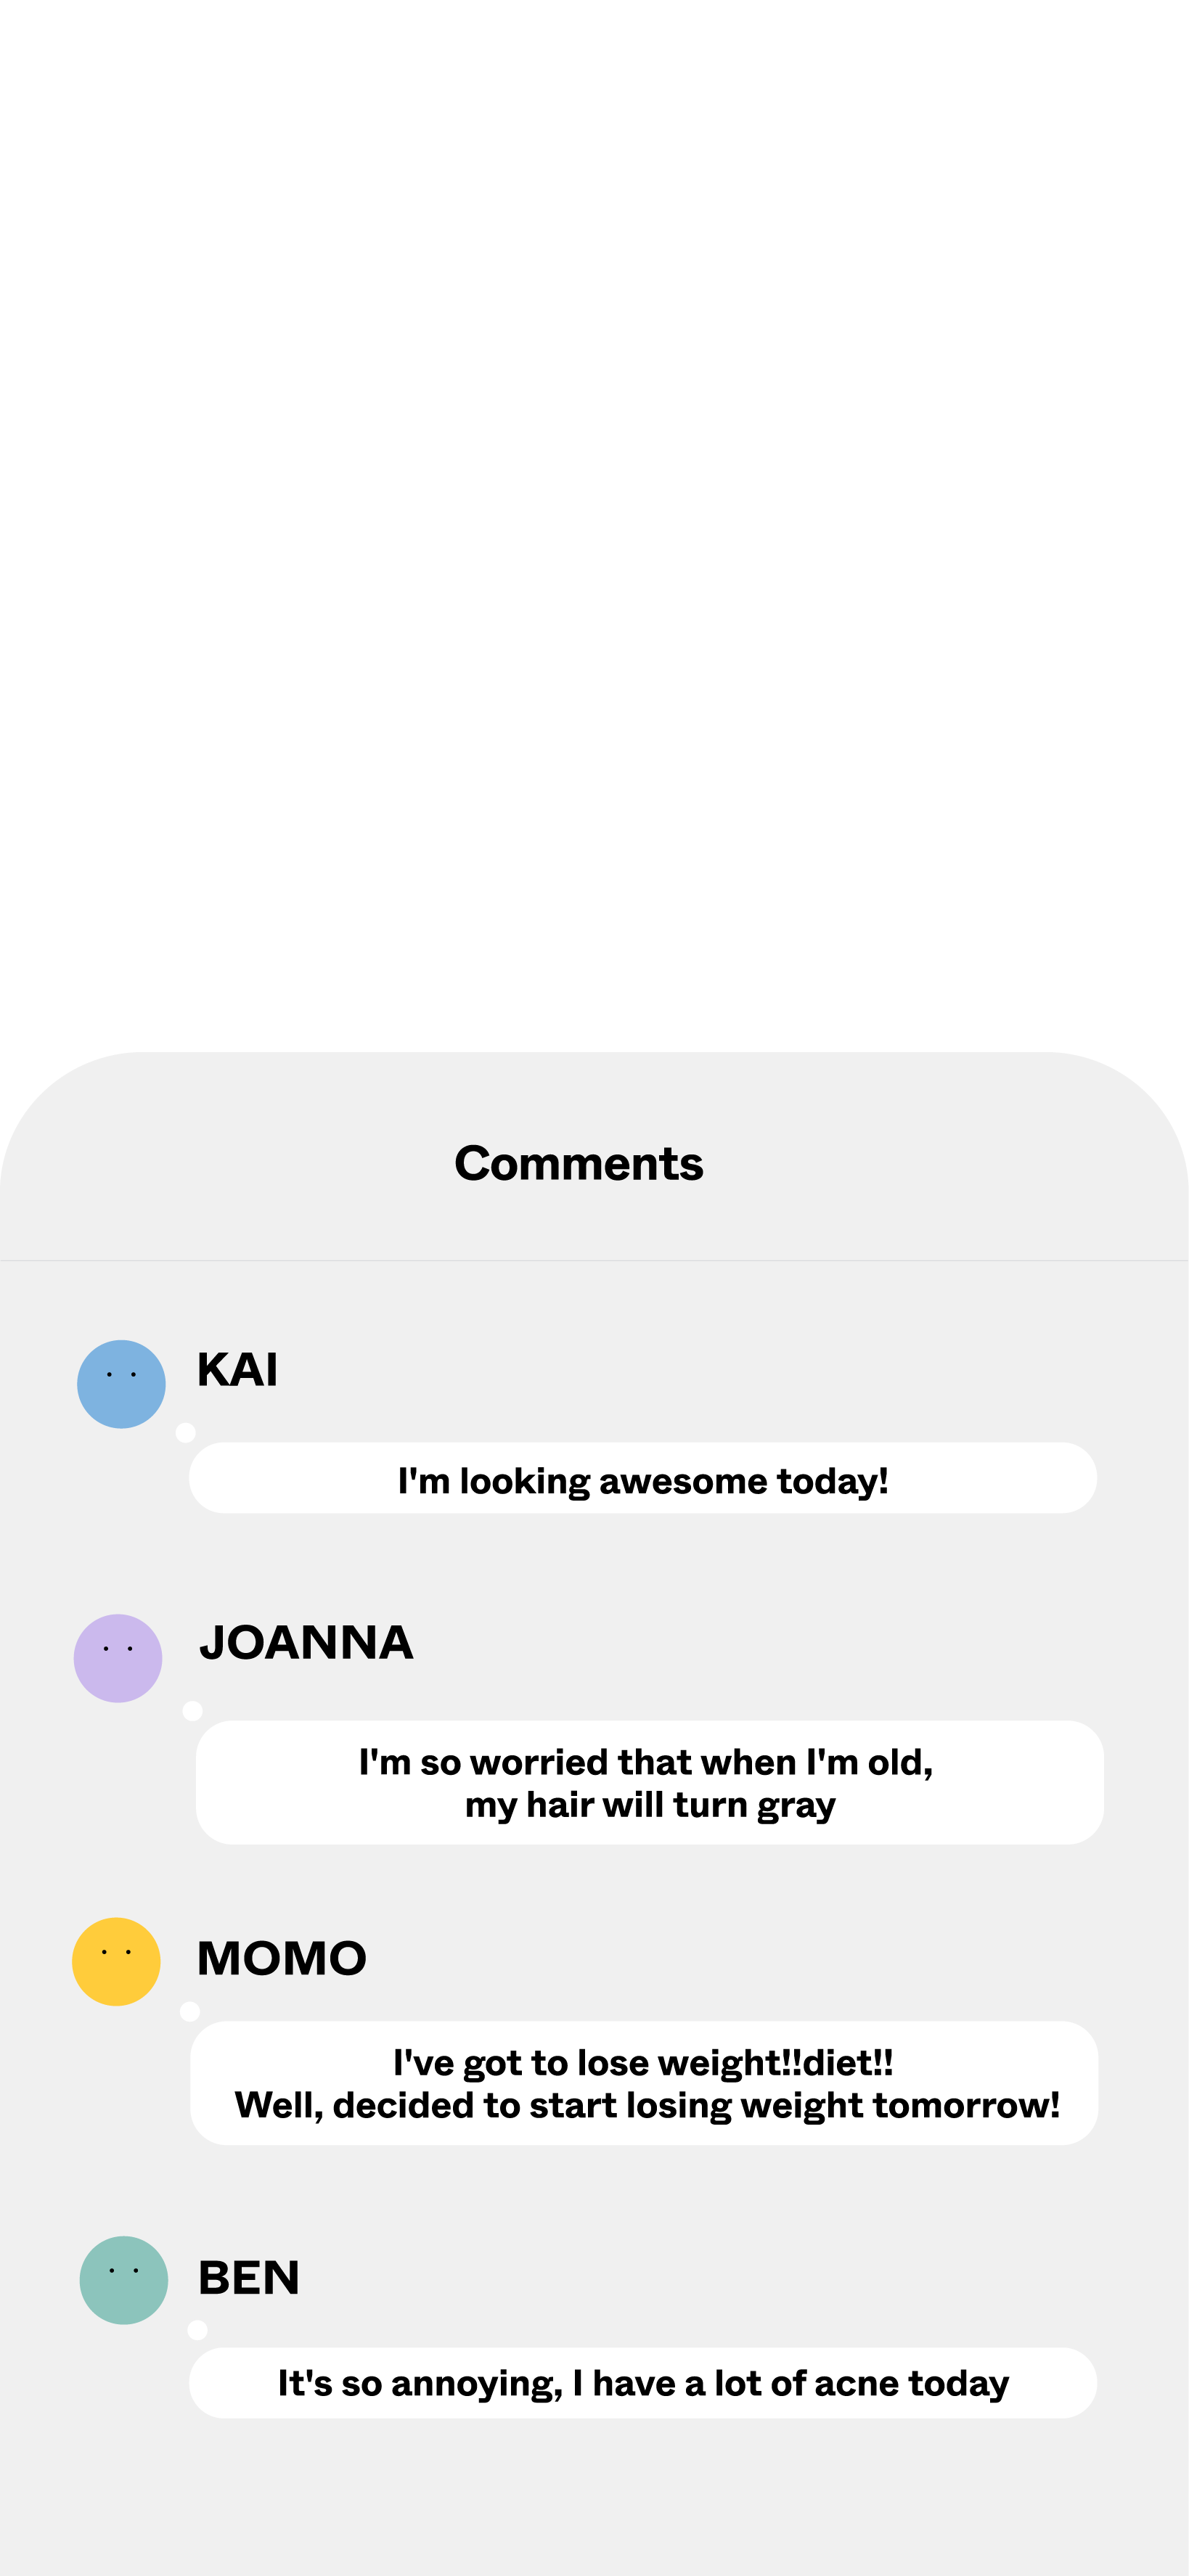 Comments
KAI
I'm looking awesome today!
JOANNA
I'm so worried that when I'm old,
my hair will turn gray
MOMO
I've got to lose weight!!diet!!
Well, decided to start losing weight tomorrow!
BEN
It's so annoying, I have a lot of acne today